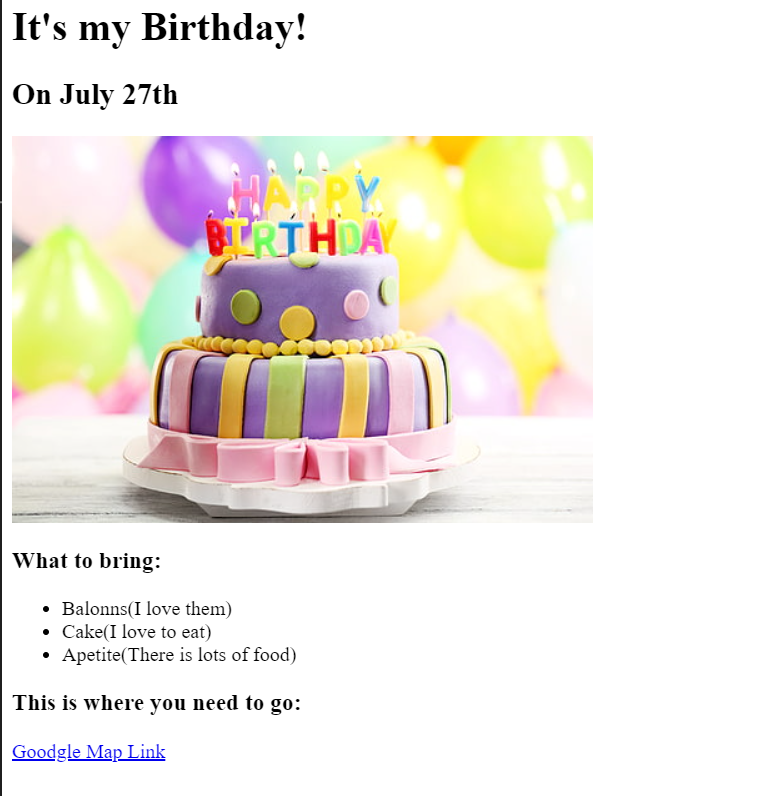 It's my Birthday!
On July 27th
HAPPY
BIRTHDAY
What to bring:
Balonns(I love them)
Cake(I love to eat)
Apetite(There is lots of food)
This is where you need to go:
Goodgle Map Link